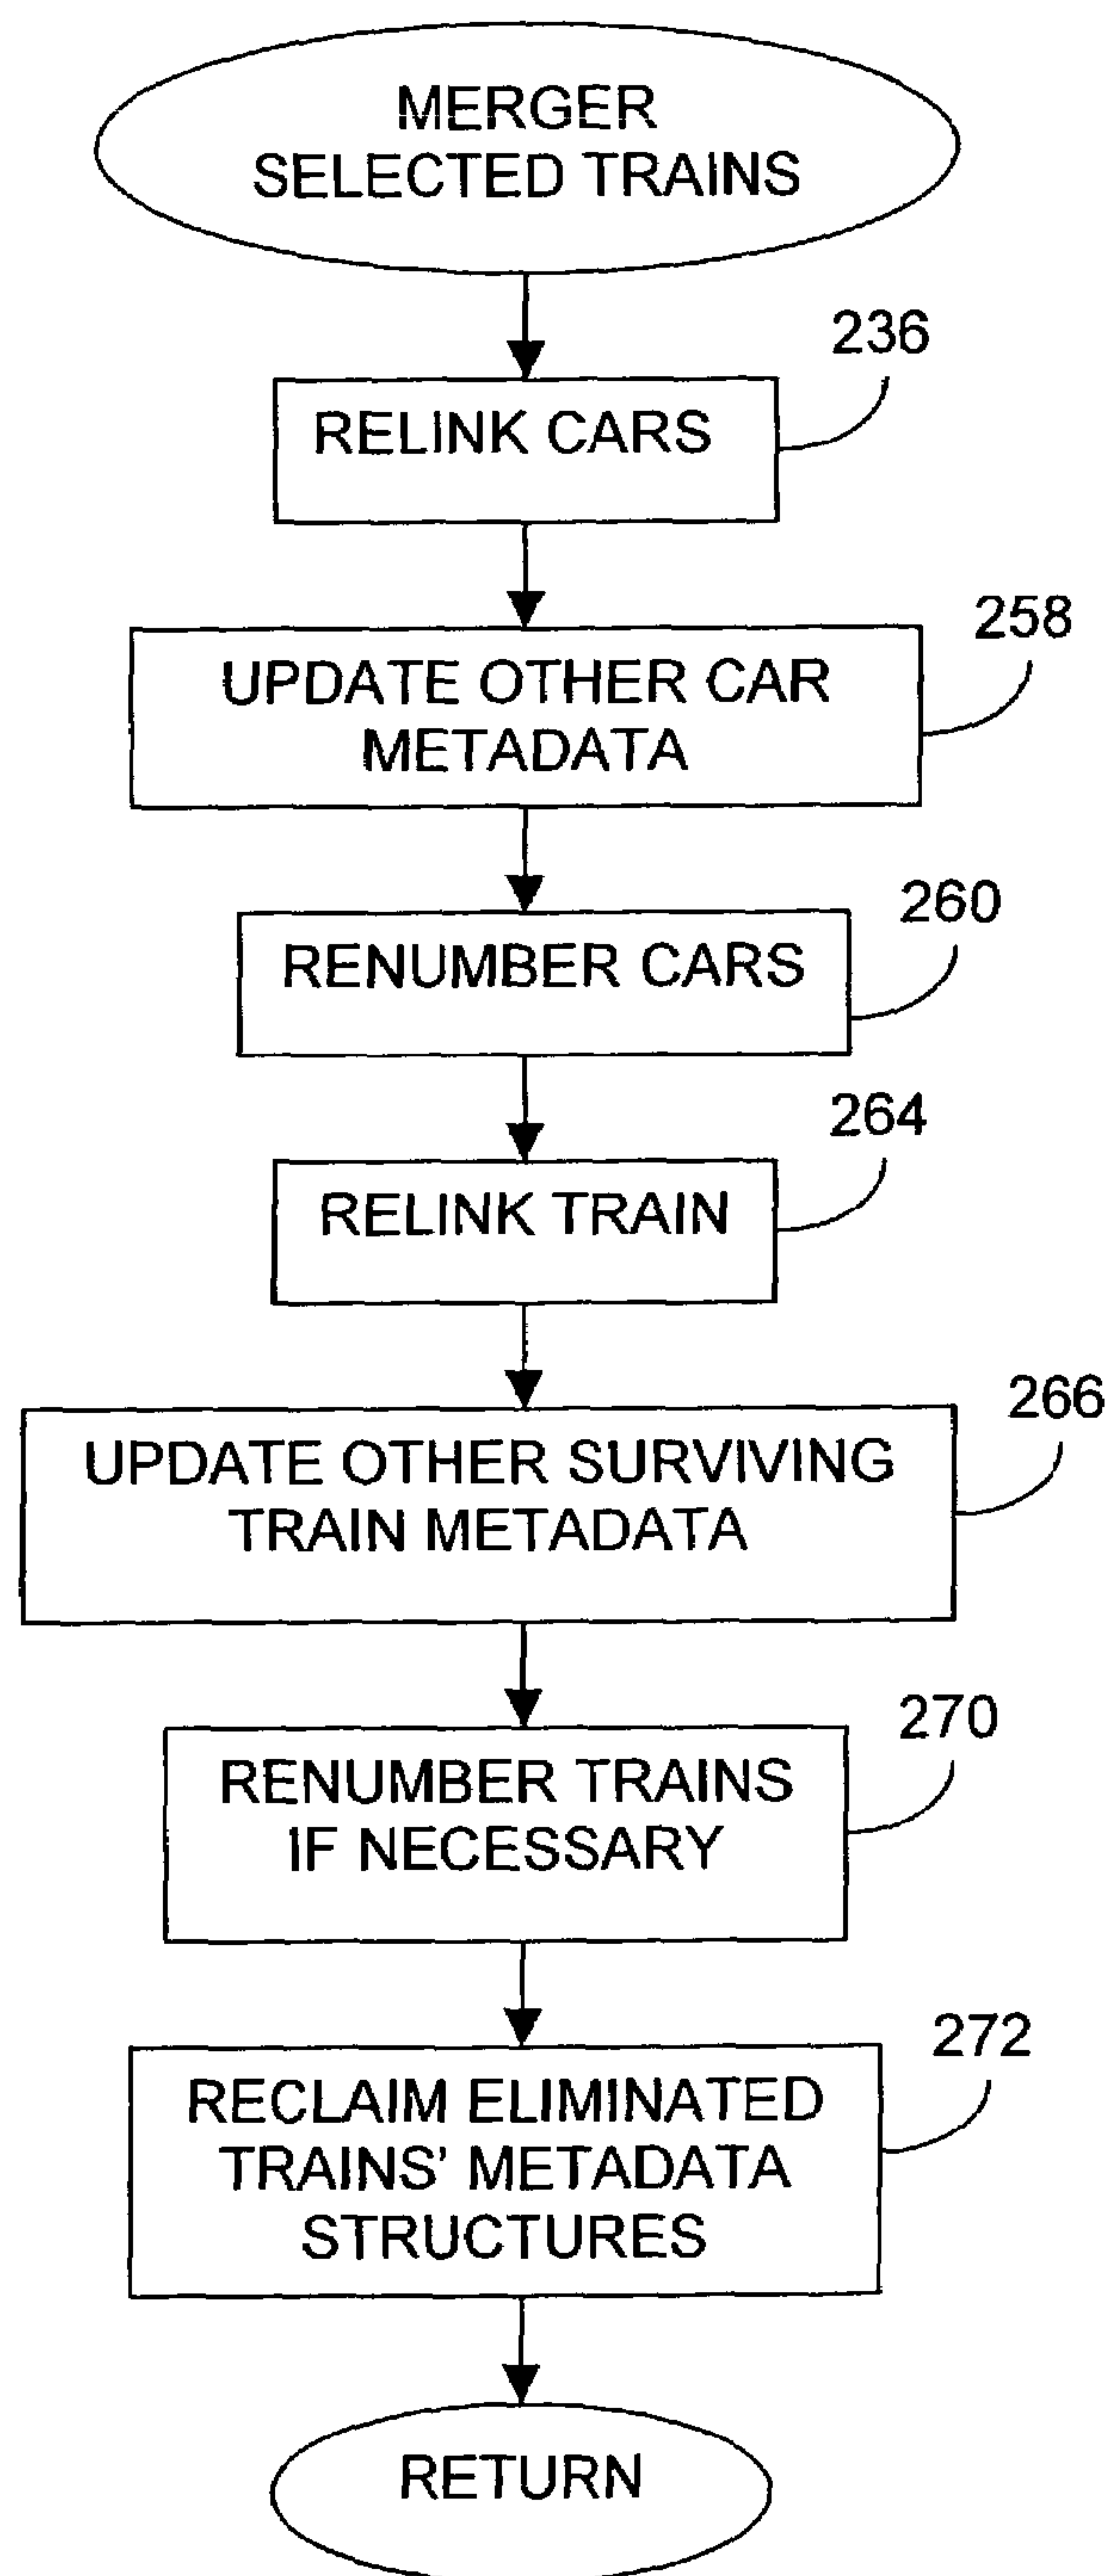 MERGER
SELECTED TRAINS
236
RELINK CARS
258
UPDATE OTHER CAR
METADATA
260
RENUMBER CARS
264
RELINK TRAIN
266
UPDATE OTHER SURVIVING
TRAIN METADATA
270
RENUMBER TRAINS
IF NECESSARY
272
RECLAIM ELIMINATED
TRAINS’ METADATA
STRUCTURES
RETURN